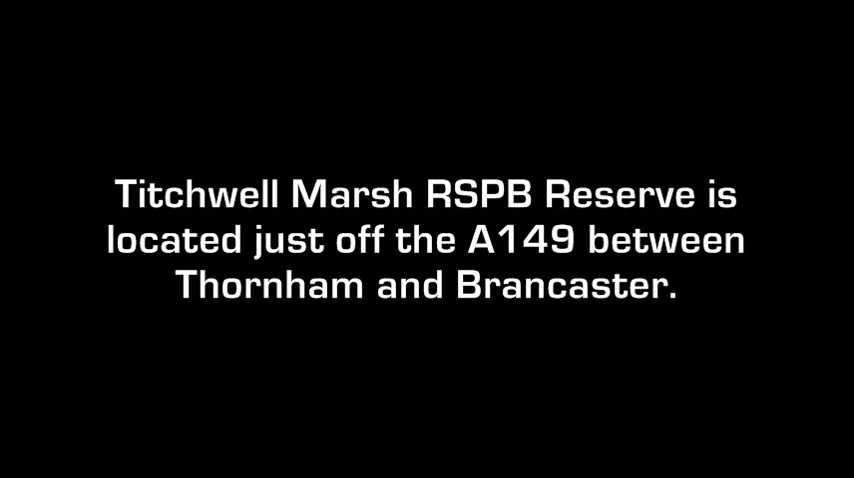 Titchwell Marsh RSPB Reserve is
located just off the A149 between
Thornham and Brancaster.